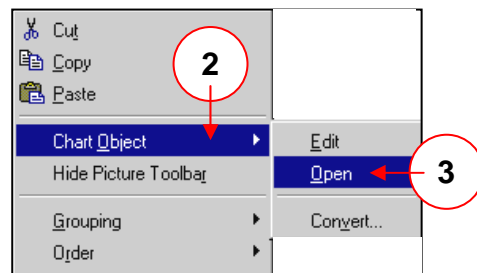 Cut
Copy
2
Paste
Chart Object
Edit
Hide Picture Toolbar
Open
3
Grouping
Convert...
Order